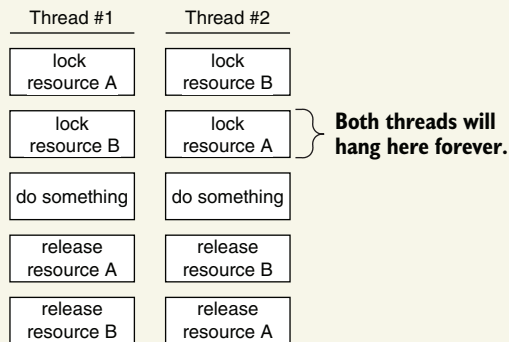 Thread #1
Thread #2
lock
resource A
lock
resource B
lock
resource B
lock
resource A
Both threads will
hang here forever.
do something
do something
release
resource A
release
resource B
release
resource B
release
resource A